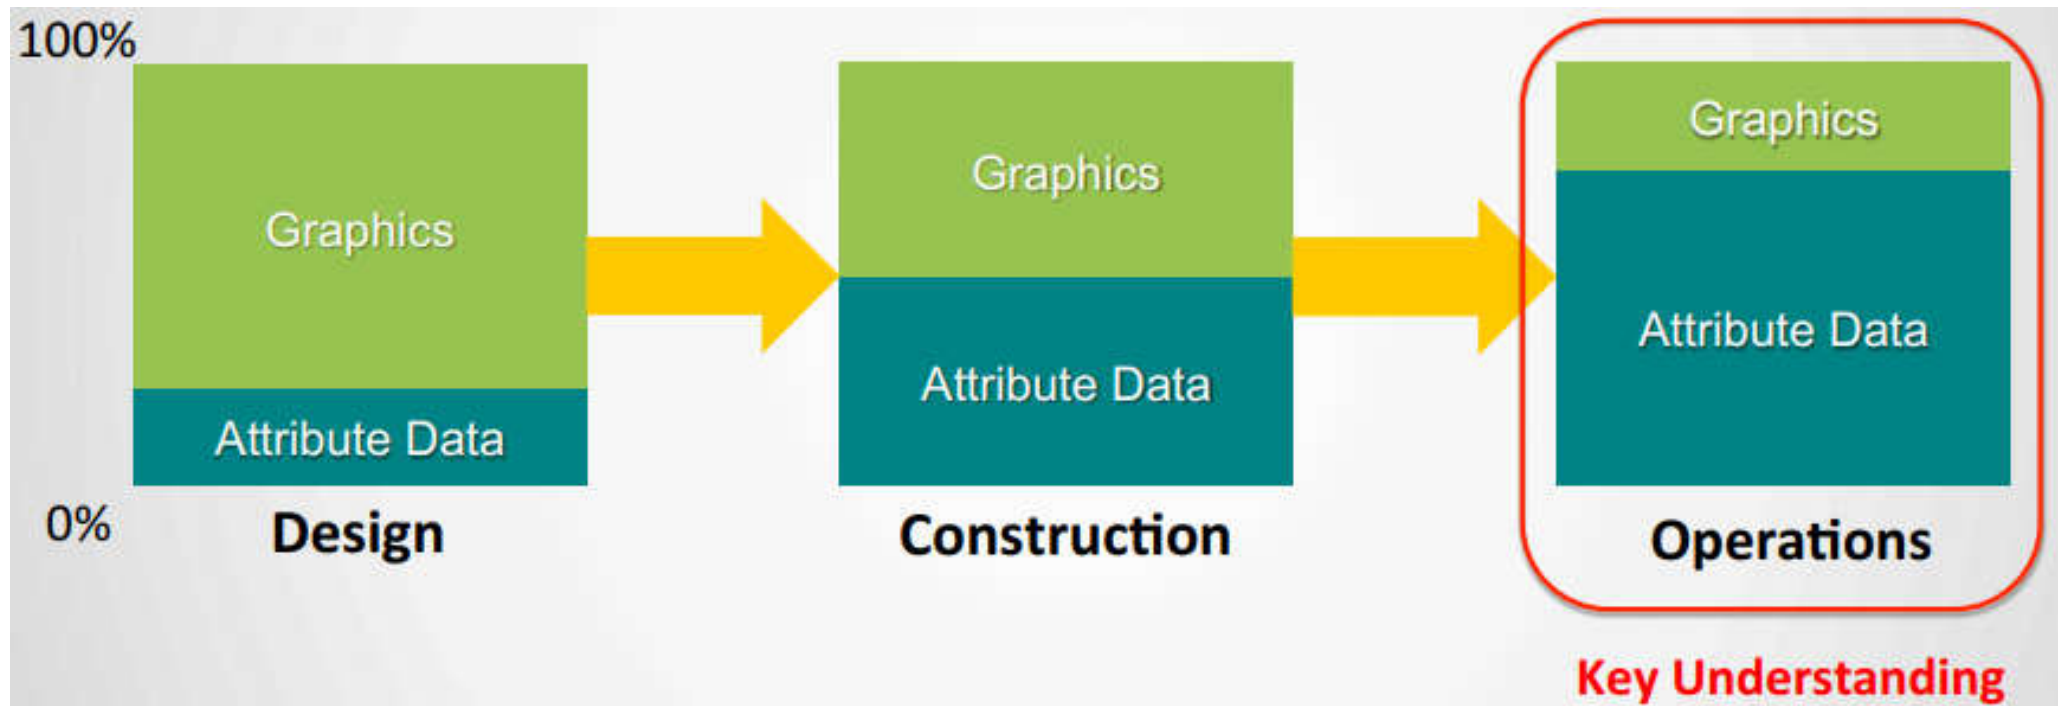 100%
Graphics
Attribute Data
0%
Design
Graphics
Attribute Data
Construction
Graphics
Attribute Data
Operations
Key Understanding